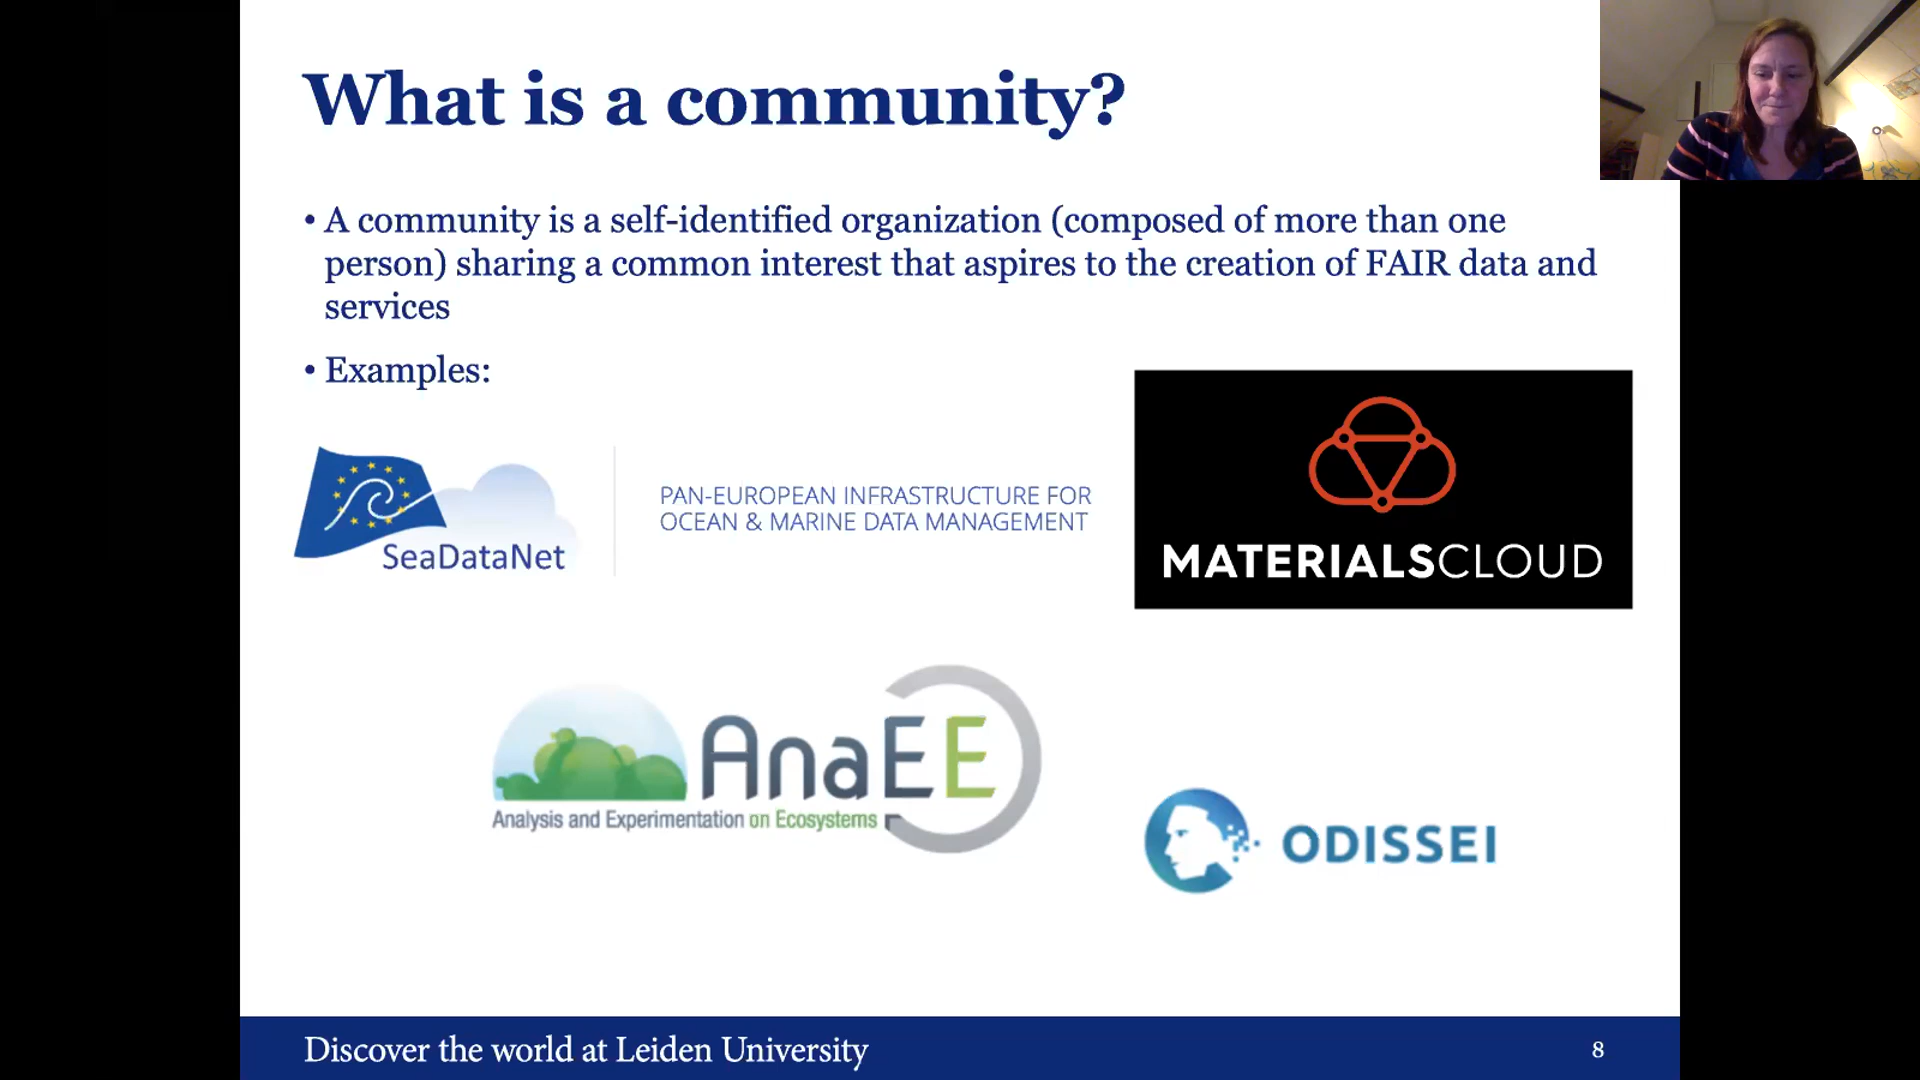 What is a community?
• A community is a self-identified organization (composed of more than one
person) sharing a common interest that aspires to the creation of FAIR data and
services
• Examples:
SeaDataNet
PAN-EUROPEAN INFRASTRUCTURE FOR
OCEAN & MARINE DATA MANAGEMENT
MATERIALSCLOUD
AnaEE
Analysis and Experimentation on Ecosystems
ODISSEI
Discover the world at Leiden University
8